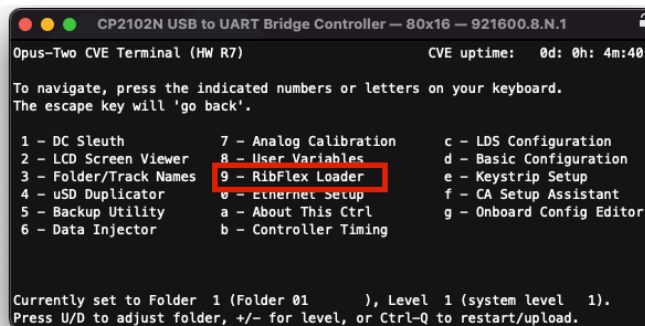 CP2102N USB to UART Bridge Controller — 80x16 — 921600.8.N.1
Opus-Two CVE Terminal (HW R7) CVE uptime: 0d: 0h: 4m:40
To navigate, press the indicated numbers or letters on your keyboard.
The escape key will 'go back'.
1 – DC Sleuth 7 – Analog Calibration c – LDS Configuration
2 – LCD Screen Viewer 8 – User Variables d – Basic Configuration
3 – Folder/Track Names 9 – RibFlex Loader e – Keystrip Setup
4 – uSD Duplicator 0 – Ethernet Setup f – CA Setup Assistant
5 – Backup Utility a – About This Ctrl g – Onboard Config Editor
6 – Data Injector b – Controller Timing
Currently set to Folder 1 (Folder 01 ), Level 1 (system level 1).
Press U/D to adjust folder, +/– for level, or Ctrl-Q to restart/upload.